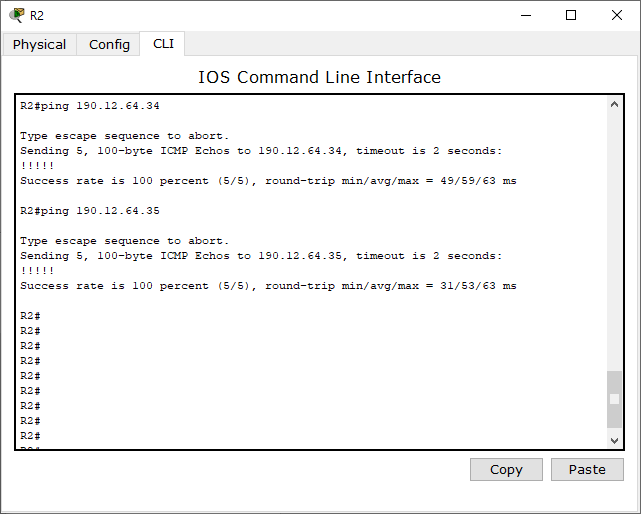 R2
Physical
Config
CLI
IOS Command Line Interface
R2#ping 190.12.64.34
Type escape sequence to abort.
Sending 5, 100-byte ICMP Echos to 190.12.64.34, timeout is 2 seconds:
!!!!!
Success rate is 100 percent (5/5), round-trip min/avg/max = 49/59/63 ms
R2#ping 190.12.64.35
Type escape sequence to abort.
Sending 5, 100-byte ICMP Echos to 190.12.64.35, timeout is 2 seconds:
!!!!!
Success rate is 100 percent (5/5), round-trip min/avg/max = 31/53/63 ms
R2#
R2#
R2#
R2#
R2#
R2#
R2#
R2#
R2#
Copy
Paste